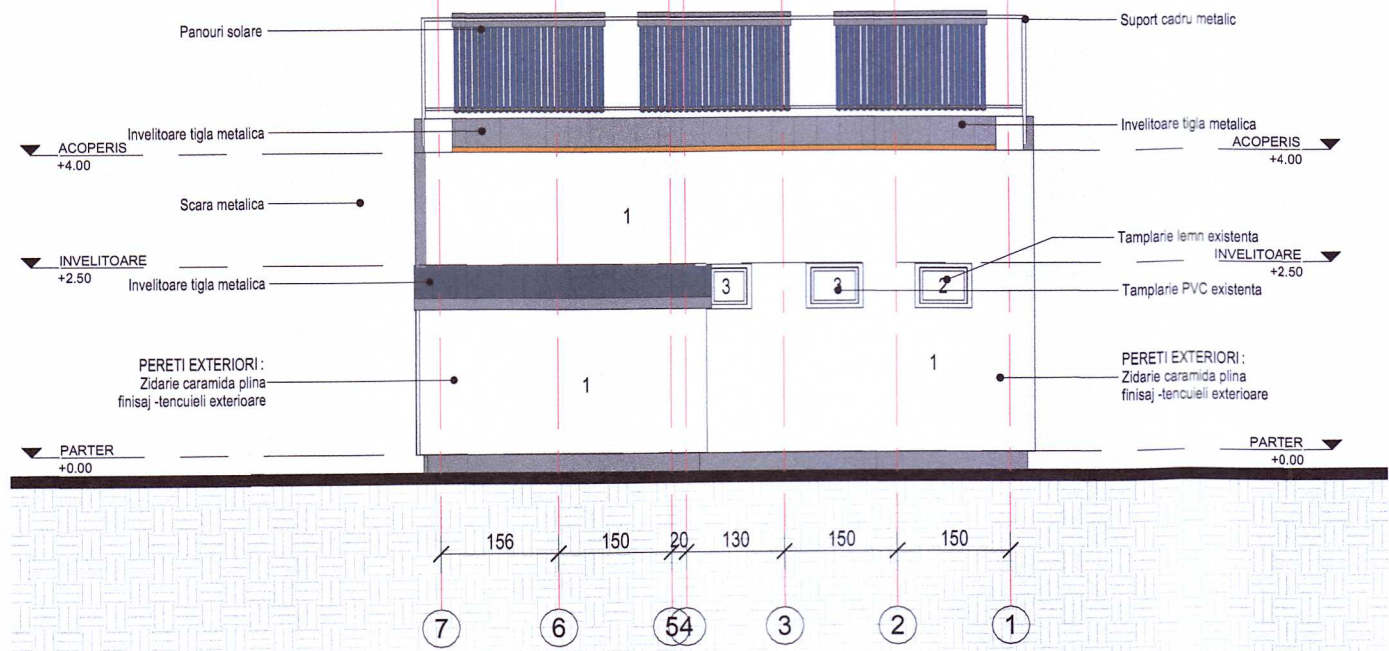 Panouri solare
Suport cadru metalic
Invelitoare tigla metalica
Invelitoare tigla metalica
ACOPERIS
+4.00
ACOPERIS
+4.00
Scara metalica
1
Tamplarie lemn existenta
INVELITOARE
+2.50
INVELITOARE
+2.50
Invelitoare tigla metalica
3
3
2
Tamplarie PVC existenta
PERETI EXTERIORI :
Zidarie caramida plina
finisaj -tencuieli exterioare
1
1
PERETI EXTERIORI :
Zidarie caramida plina
finisaj -tencuieli exterioare
PARTER
+0.00
PARTER
+0.00
156 150 20 130 150 150
7 6 5 4 3 2 1